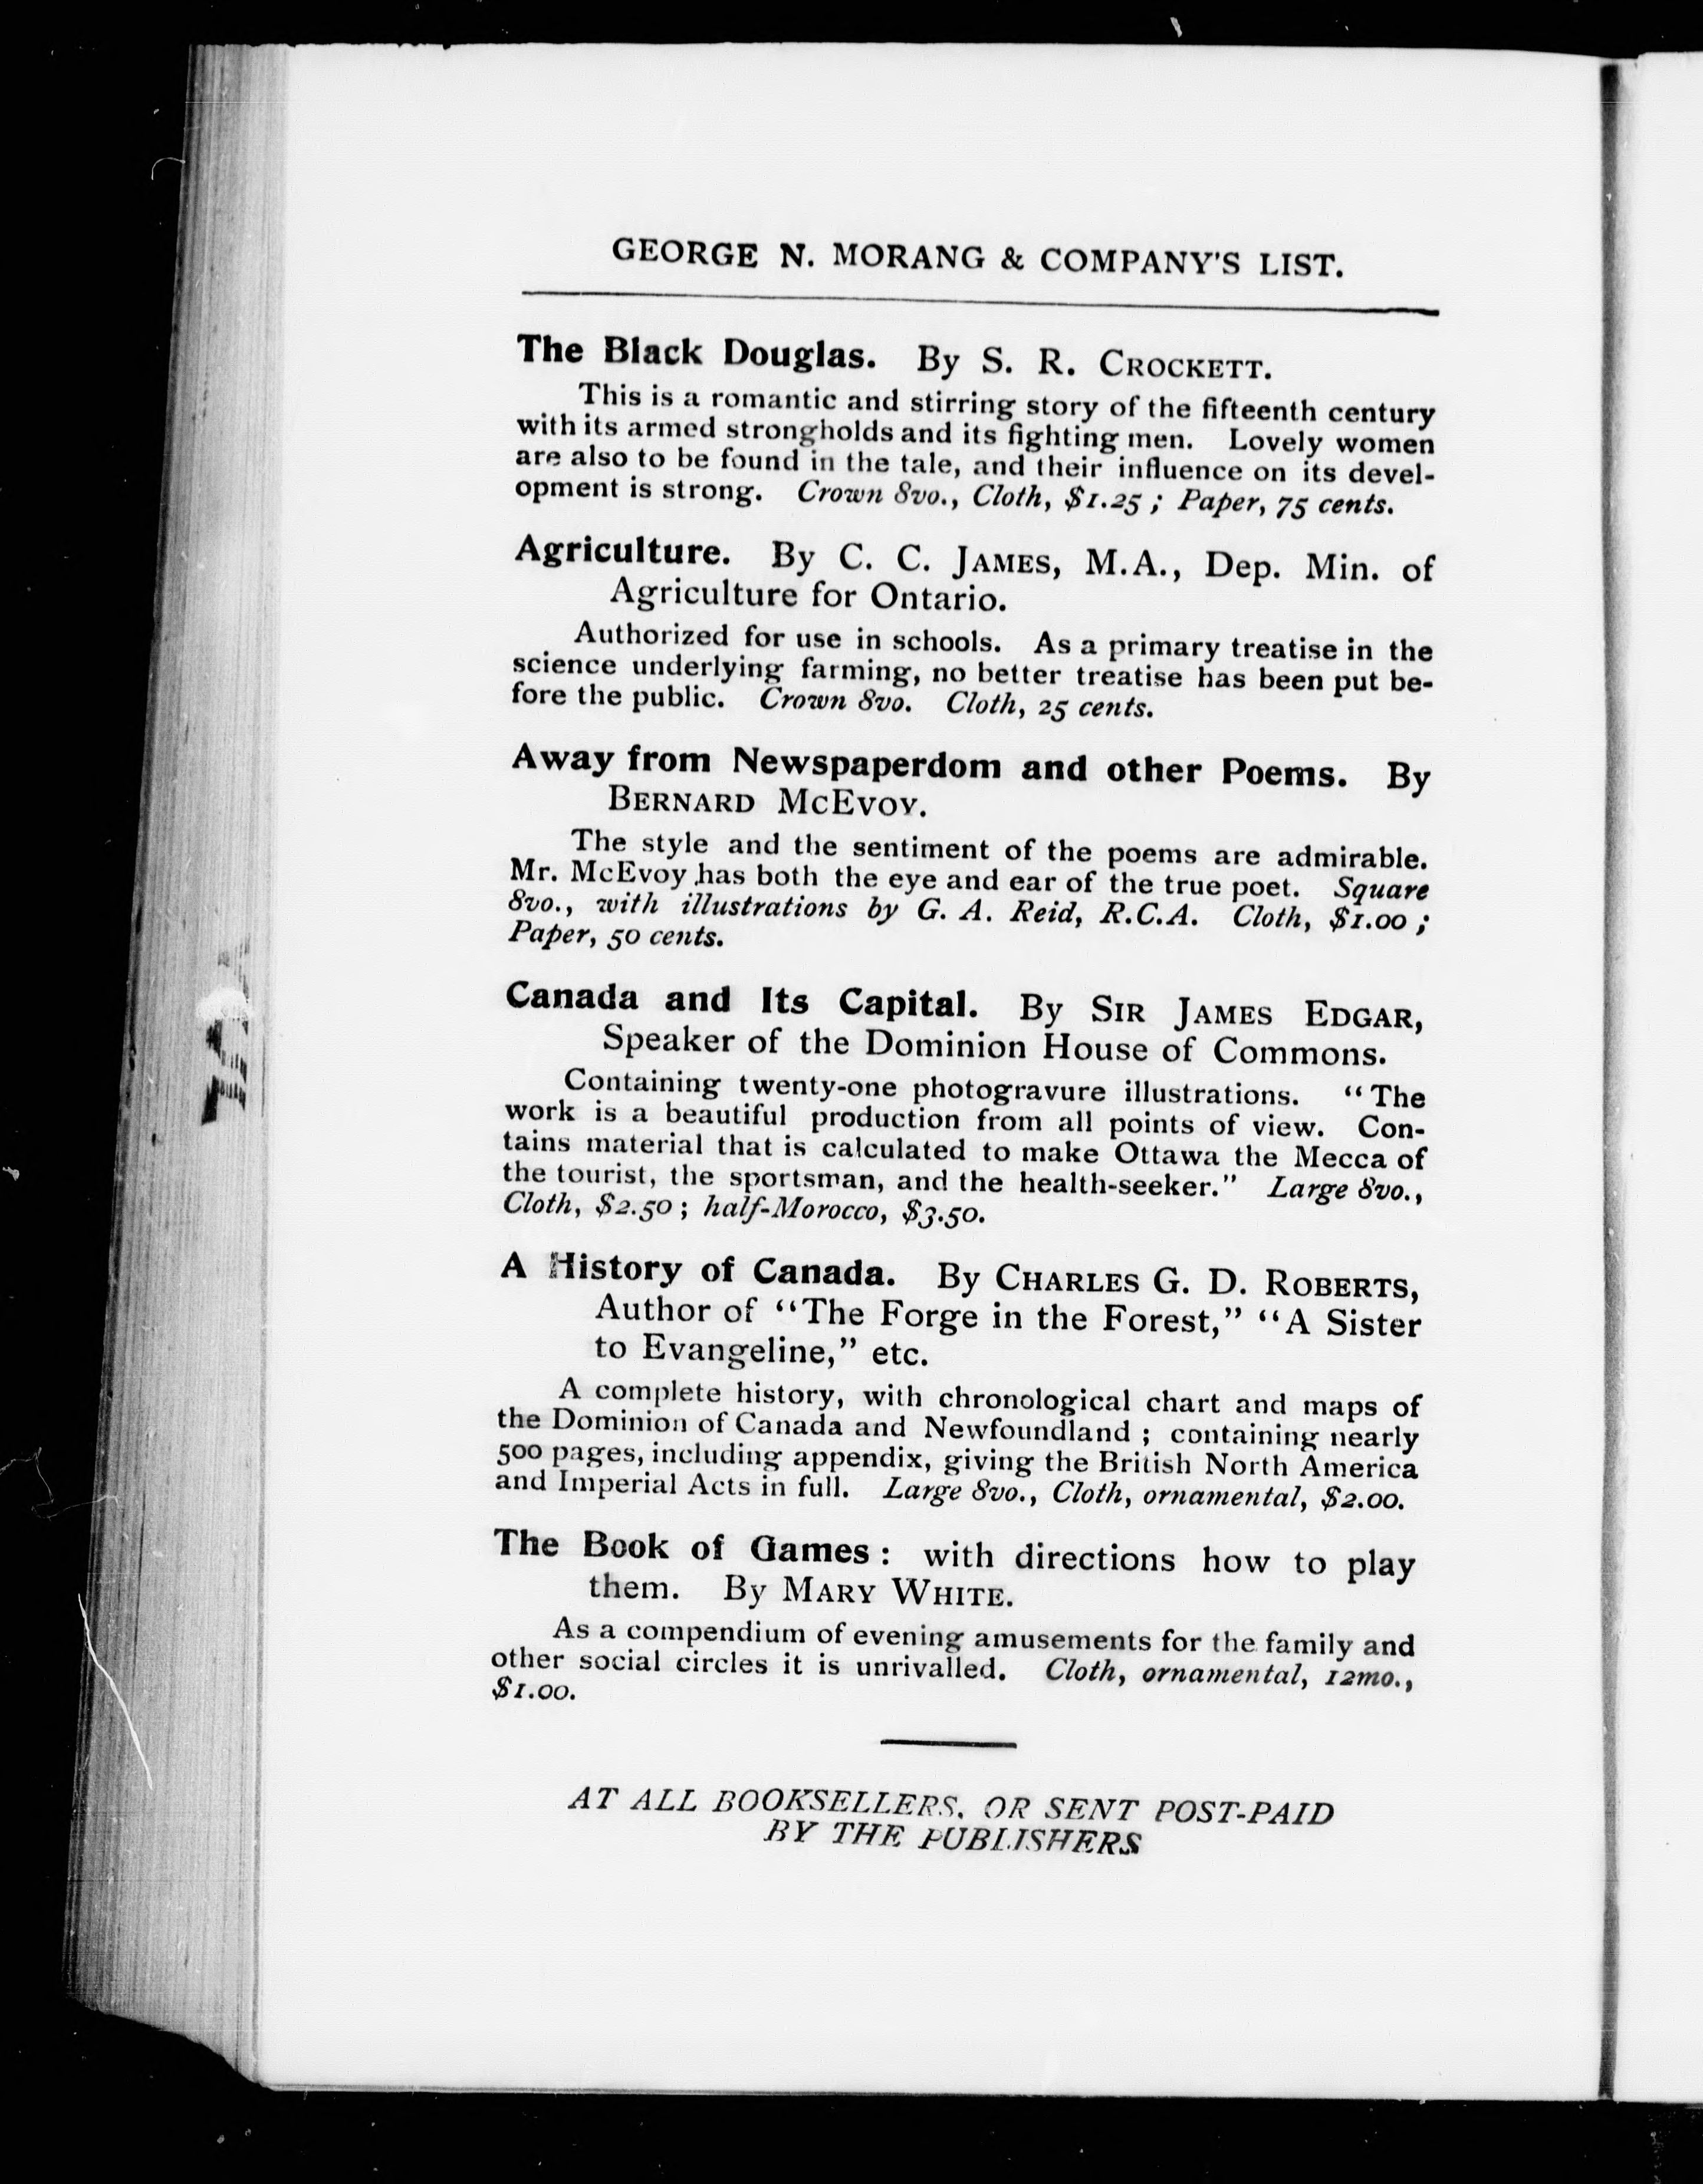 GEORGE N. MORANG & COMPANY'S LIST.
The Black Douglas. By S. R. CROCKETT.
This is a romantic and stirring story of the fifteenth century
with its armed strongholds and its fighting men. Lovely women
are also to be found in the tale, and their influence on its devel-
opment is strong. Crown 8vo., Cloth, $1.25 ; Paper, 75 cents.
Agriculture. By C. C. JAMES, M.A., Dep. Min. of
Agriculture for Ontario.
Authorized for use in schools. As a primary treatise in the
science underlying farming, no better treatise has been put be-
fore the public. Crown 8vo. Cloth, 25 cents.
Away from Newspaperdom and other Poems. By
BERNARD MCEVOY.
The style and the sentiment of the poems are admirable.
Mr. McEvoy has both the eye and ear of the true poet. Square
8vo., with illustrations by G. A. Reid, R.C.A. Cloth, $1.00 ;
Paper, 50 cents.
Canada and Its Capital. By SIR JAMES EDGAR,
Speaker of the Dominion House of Commons.
Containing twenty-one photogravure illustrations. "The
work is a beautiful production from all points of view. Con-
tains material that is calculated to make Ottawa the Mecca of
the tourist, the sportsman, and the health-seeker." Large 8vo.,
Cloth, $2.50 ; half-Morocco, $3.50.
A History of Canada. By CHARLES G. D. ROBERTS,
Author of "The Forge in the Forest," "A Sister
to Evangeline," etc.
A complete history, with chronological chart and maps of
the Dominion of Canada and Newfoundland ; containing nearly
500 pages, including appendix, giving the British North America
and Imperial Acts in full. Large 8vo., Cloth, ornamental, $2.00.
The Book of Games : with directions how to play
them. By MARY WHITE.
As a compendium of evening amusements for the family and
other social circles it is unrivalled. Cloth, ornamental, 12mo.,
$1.00.
AT ALL BOOKSELLERS, OR SENT POST-PAID
BY THE PUBLISHERS